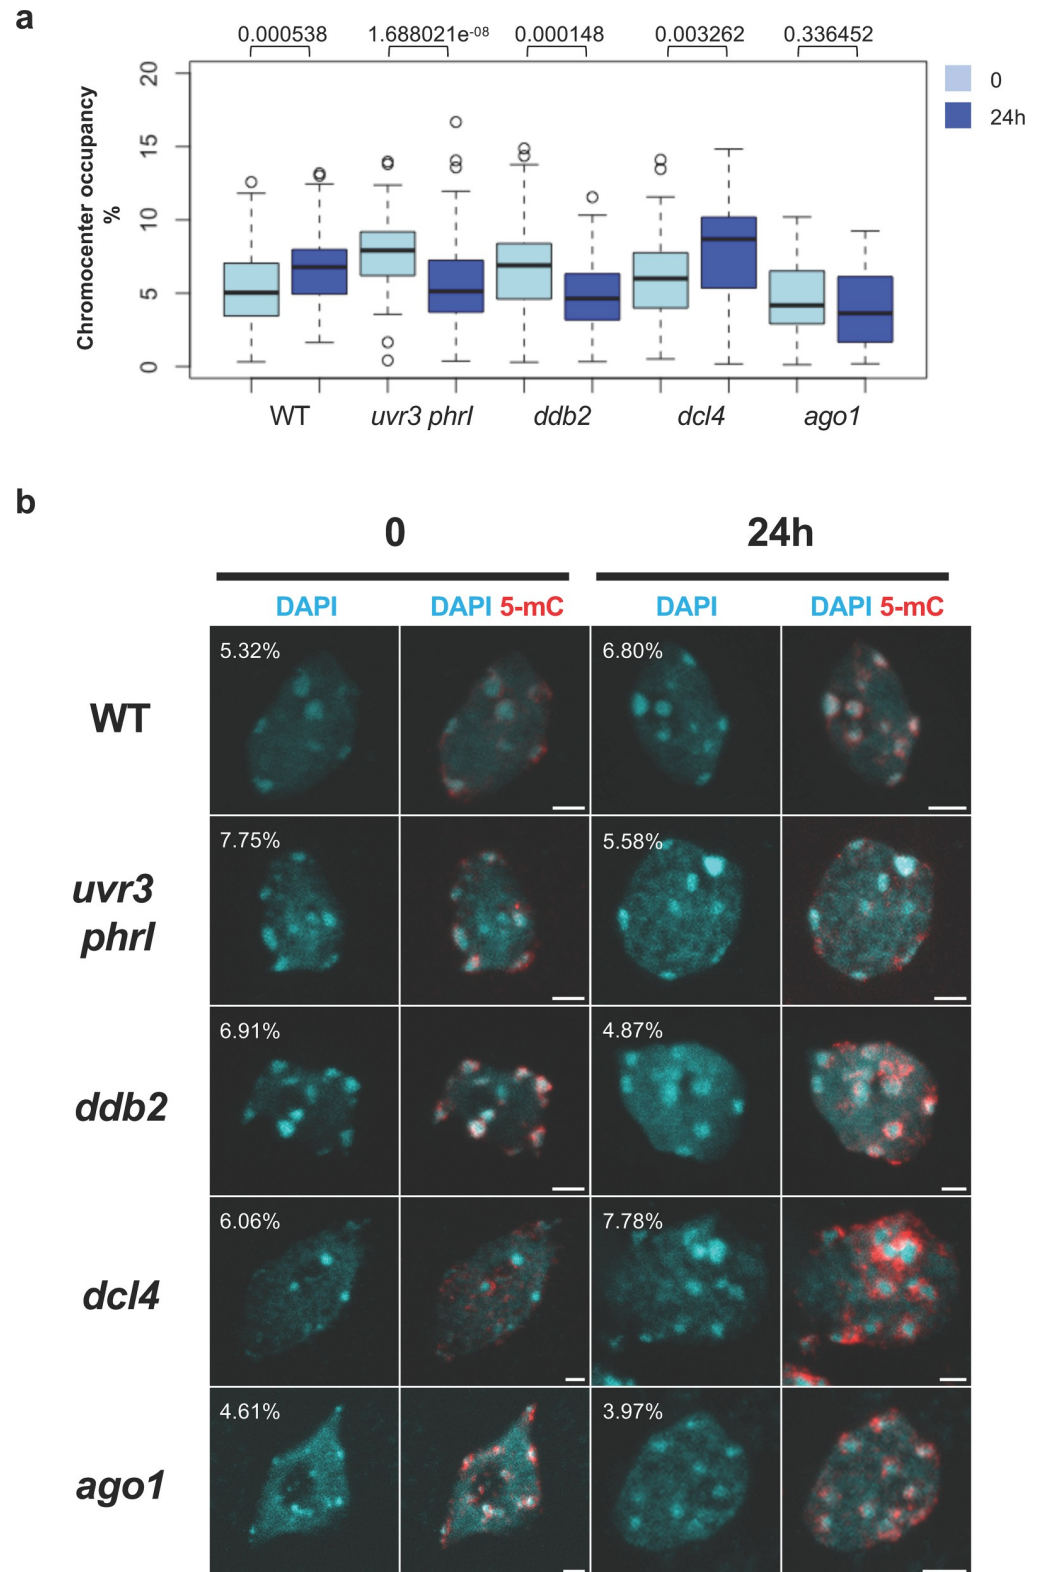 a
0.000538 1.688021e-08 0.000148 0.003262 0.336452
0
24h
Chromocenter occupancy
%
20
15
10
5
0
WT uvr3 phrI ddb2 dcl4 ago1
b
0 24h
DAPI DAPI 5-mC DAPI DAPI 5-mC
WT
5.32% 6.80%
uvr3
phrI
7.75% 5.58%
ddb2
6.91% 4.87%
dcl4
6.06% 7.78%
ago1
4.61% 3.97%